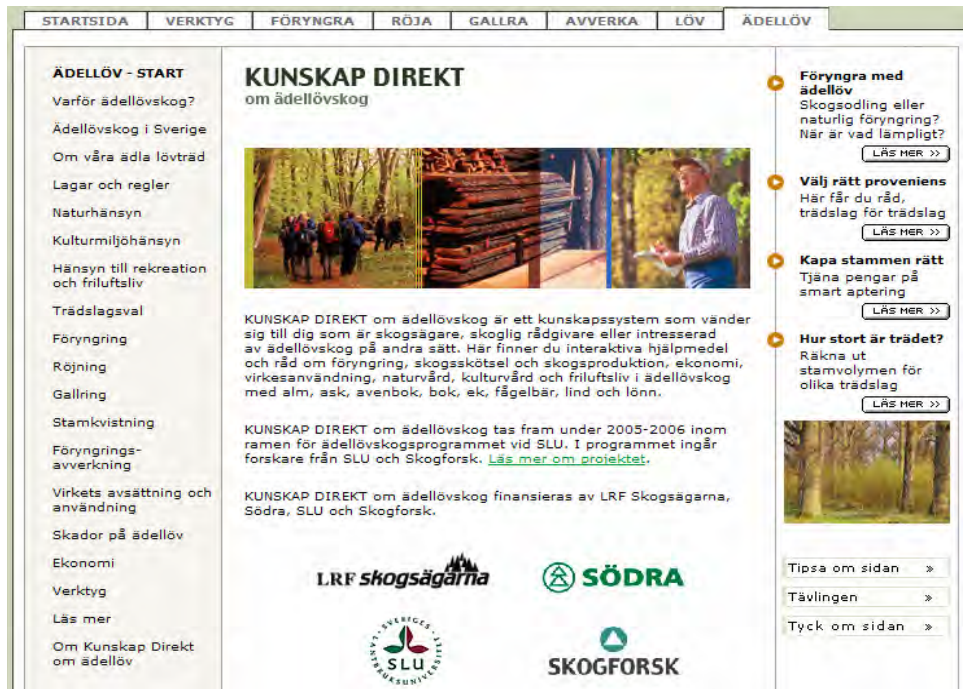 STARTSIDA
VERKTYG
FÖRYNGRA
RÖJA
GALLRA
AVVERKA
LÖV
ÄDELLÖV
ÄDELLÖV - START
Varför ädellövskog?
Ädellövskog i Sverige
Om våra ädla lövträd
Lagar och regler
Naturhänsyn
Kulturmiljöhänsyn
Hänsyn till rekreation
och friluftsliv
Trädslagsval
Föryngring
Röjning
Gallring
Stamkvistning
Föryngrings-
avverkning
Virkets avsättning och
användning
Skador på ädellöv
Ekonomi
Verktyg
Läs mer
Om Kunskap Direkt
om ädellöv
KUNSKAP DIREKT
om ädellövskog
KUNSKAP DIREKT om ädellövskog är ett kunskapssystem som vänder
sig till dig som är skogsägare, skoglig rådgivare eller intresserad
av ädellövskog på andra sätt. Här finner du interaktiva hjälpmedel
och råd om föryngring, skogsskötsel och skogsproduktion, ekonomi,
virkesanvändning, naturvård, kulturvård och friluftsliv i ädellövskog
med alm, ask, avenbok, bok, ek, fågelbär, lind och lönn.
KUNSKAP DIREKT om ädellövskog tas fram under 2005-2006 inom
ramen för ädellövskogsprogrammet vid SLU. I programmet ingår
forskare från SLU och Skogforsk. Läs mer om projektet.
KUNSKAP DIREKT om ädellövskog finansieras av LRF Skogsägarna,
Södra, SLU och Skogforsk.
LRF skogsägarna
SÖDRA
SVERIGES LANTBRUKSUNIVERSITET
SLU
SKOGFORSK
Föryngra med
ädellöv
Skogsodling eller
naturlig föryngring?
När är vad lämpligt?
LÄS MER >>
Välj rätt proveniens
Här får du råd,
trädslag för trädslag
LÄS MER >>
Kapa stammen rätt
Tjäna pengar på
smart aptering
LÄS MER >>
Hur stort är trädet?
Räkna ut
stamvolymen för
olika trädslag
LÄS MER >>
Tipsa om sidan »
Tävlingen »
Tyck om sidan »